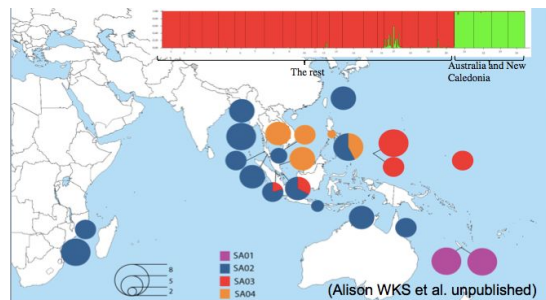 The rest
Australia and New
Caledonia
8
5
2
SA01
SA02
SA03
SA04
(Alison WKS et al. unpublished)